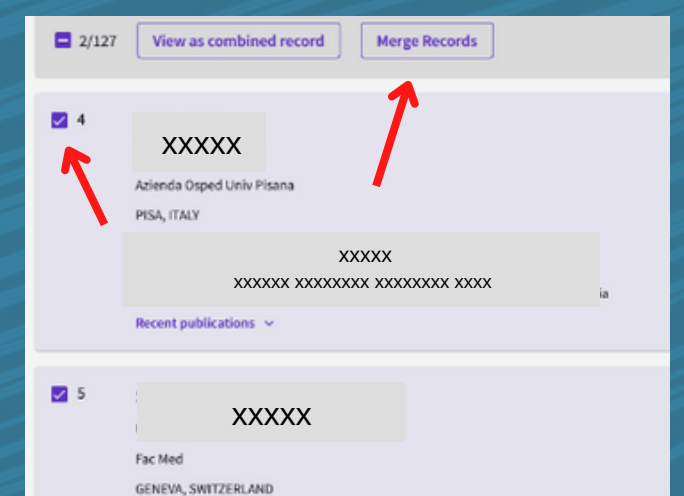 2/127 View as combined record Merge Records
4
XXXXX
Azienda Osped Univ Pisana
PISA, ITALY
XXXXX
XXXXXX XXXXXXXX XXXXXXXX XXXX
ia
Recent publications
5
XXXXX
Fac Med
GENEVA, SWITZERLAND